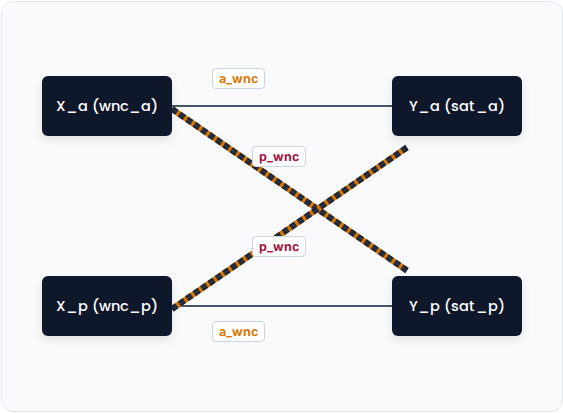 a_wnc
X_a (wnc_a)
Y_a (sat_a)
p_wnc
p_wnc
X_p (wnc_p)
Y_p (sat_p)
a_wnc